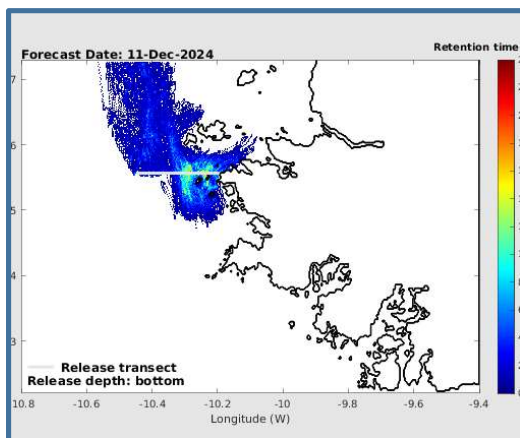 Forecast Date: 11-Dec-2024
Retention time
7
6
5
4
3
Release transect
Release depth: bottom
10.8
-10.6
-10.4
-10.2
-10
-9.8
-9.6
-9.4
Longitude (W)